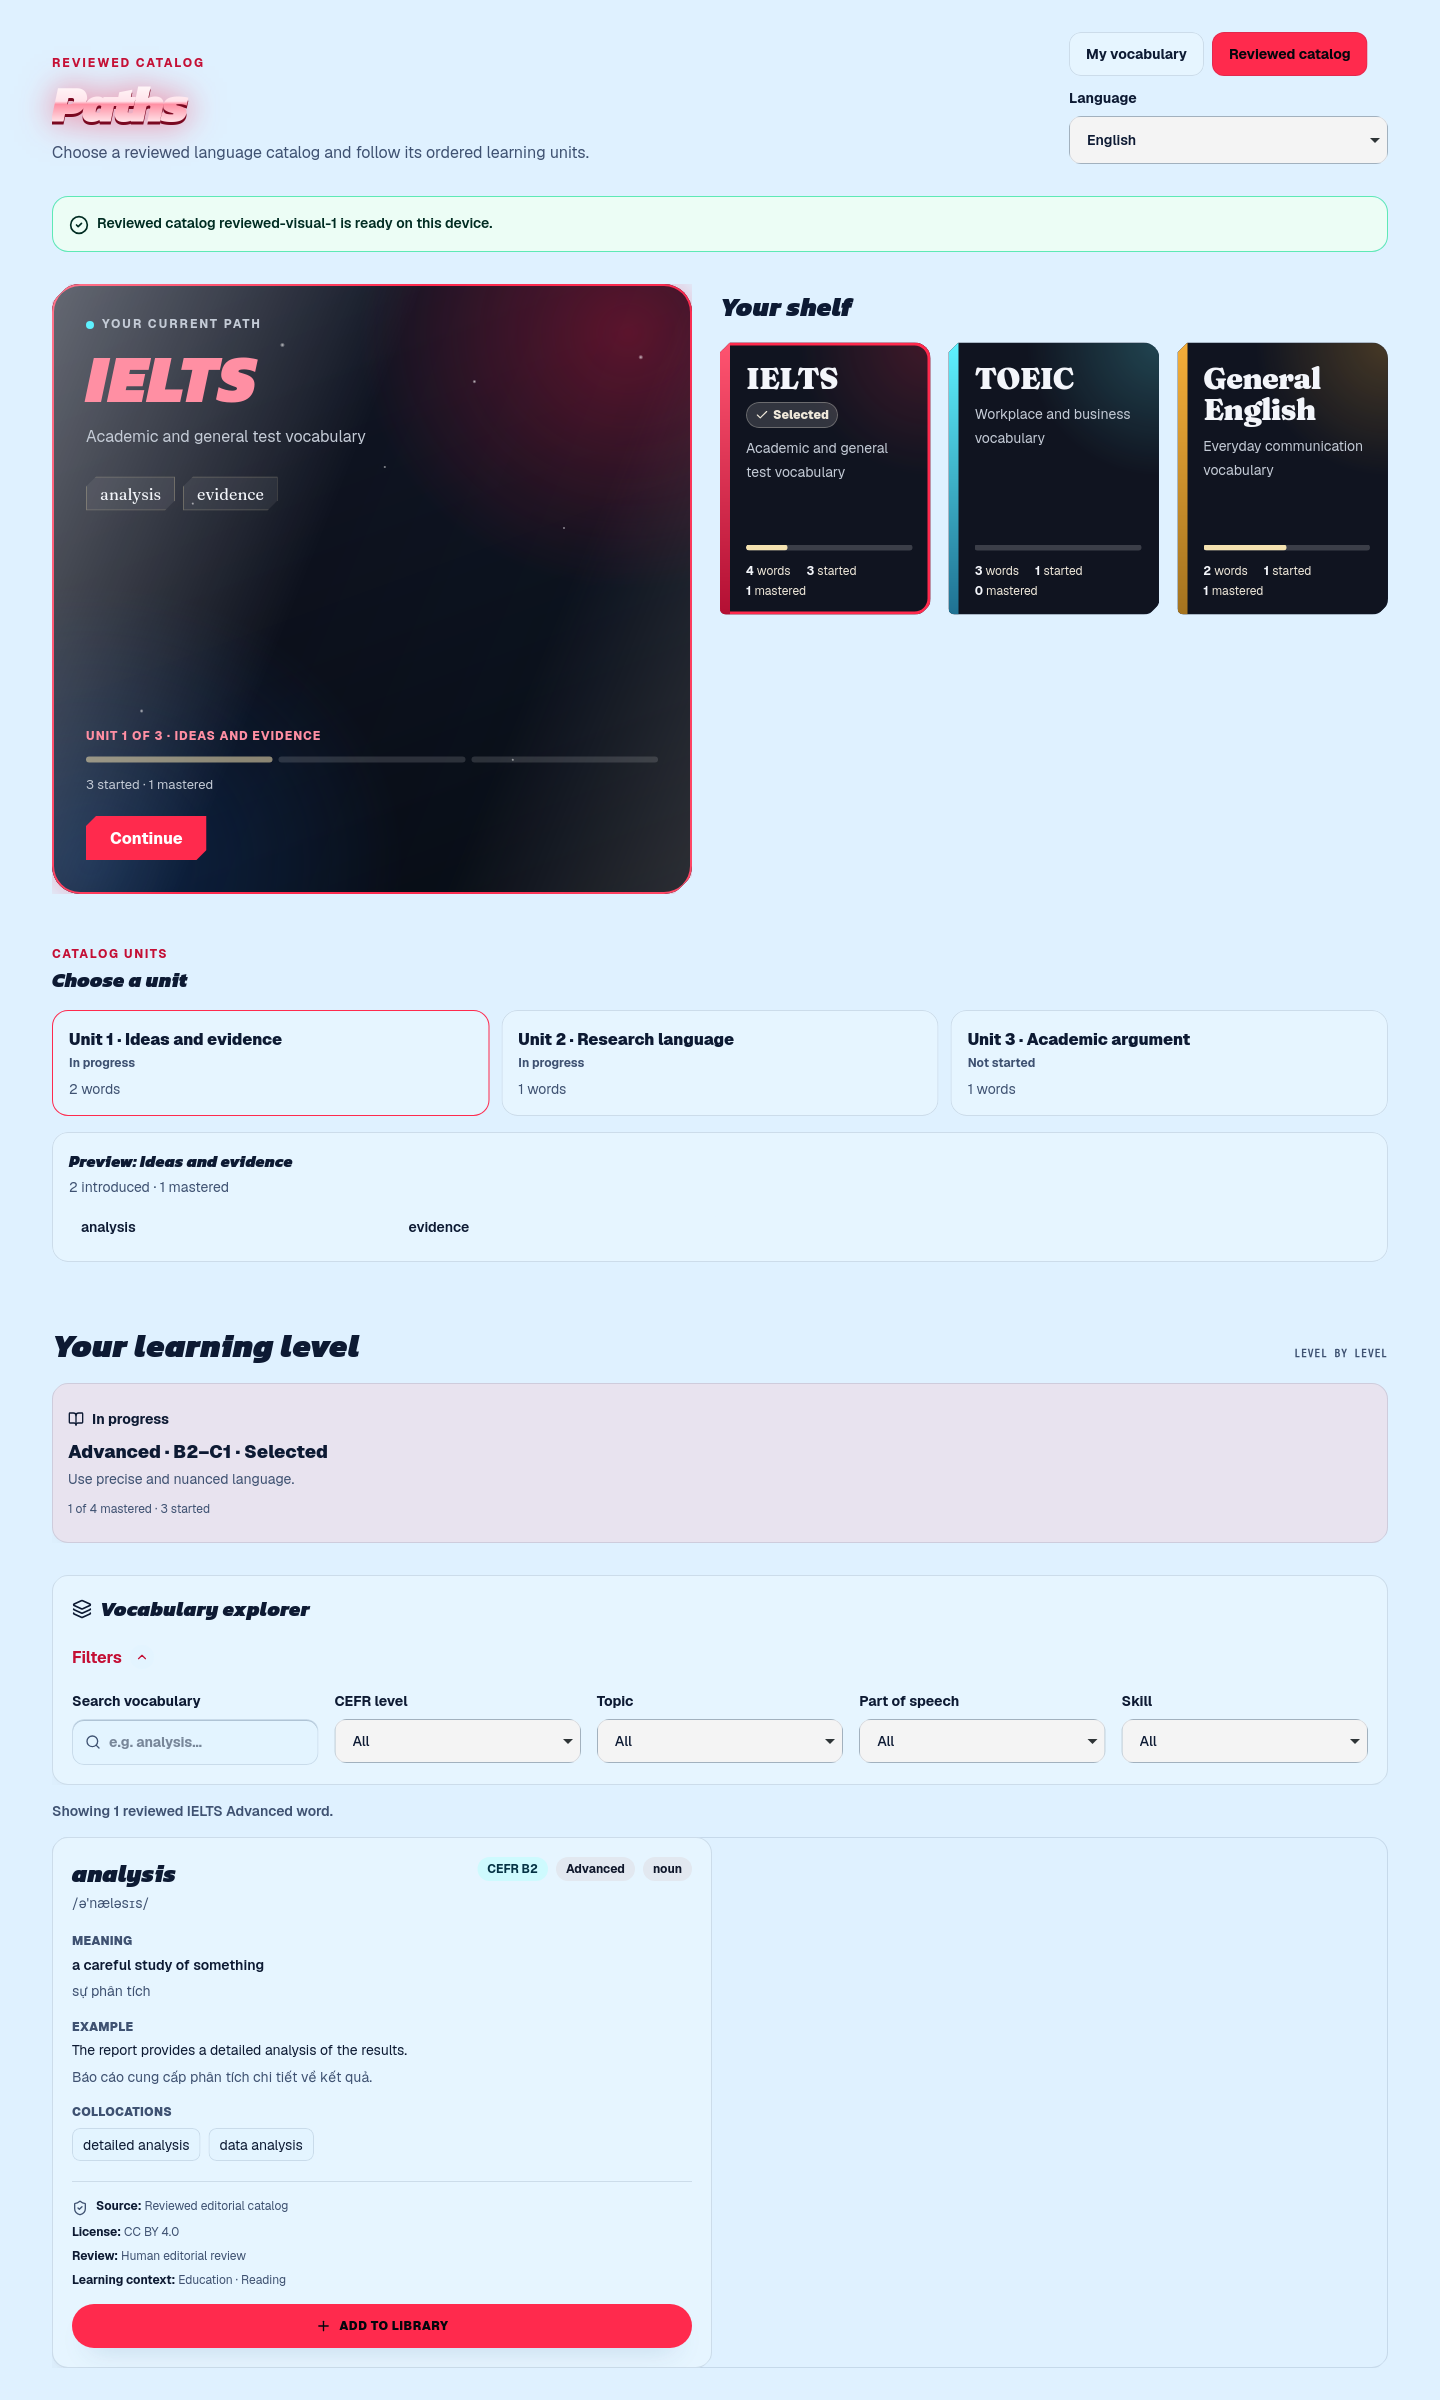 REVIEWED CATALOG
Paths
Choose a reviewed language catalog and follow its ordered learning units.
My vocabulary
Reviewed catalog
Language
English
Reviewed catalog reviewed-visual-1 is ready on this device.
YOUR CURRENT PATH
IELTS
Academic and general test vocabulary
analysis
evidence
UNIT 1 OF 3 · IDEAS AND EVIDENCE
3 started · 1 mastered
Continue
Your shelf
IELTS
Selected
Academic and general
test vocabulary
4 words 3 started
1 mastered
TOEIC
Workplace and business
vocabulary
3 words 1 started
0 mastered
General
English
Everyday communication
vocabulary
2 words 1 started
1 mastered
CATALOG UNITS
Choose a unit
Unit 1 · Ideas and evidence
In progress
2 words
Unit 2 · Research language
In progress
1 words
Unit 3 · Academic argument
Not started
1 words
Preview: Ideas and evidence
2 introduced · 1 mastered
analysis
evidence
Your learning level
LEVEL BY LEVEL
In progress
Advanced · B2–C1 · Selected
Use precise and nuanced language.
1 of 4 mastered · 3 started
Vocabulary explorer
Filters
Search vocabulary
e.g. analysis...
CEFR level
All
Topic
All
Part of speech
All
Skill
All
Showing 1 reviewed IELTS Advanced word.
analysis
CEFR B2
Advanced
noun
/ə'næləsɪs/
MEANING
a careful study of something
sự phân tích
EXAMPLE
The report provides a detailed analysis of the results.
Báo cáo cung cấp phân tích chi tiết về kết quả.
COLLOCATIONS
detailed analysis
data analysis
Source: Reviewed editorial catalog
License: CC BY 4.0
Review: Human editorial review
Learning context: Education · Reading
ADD TO LIBRARY